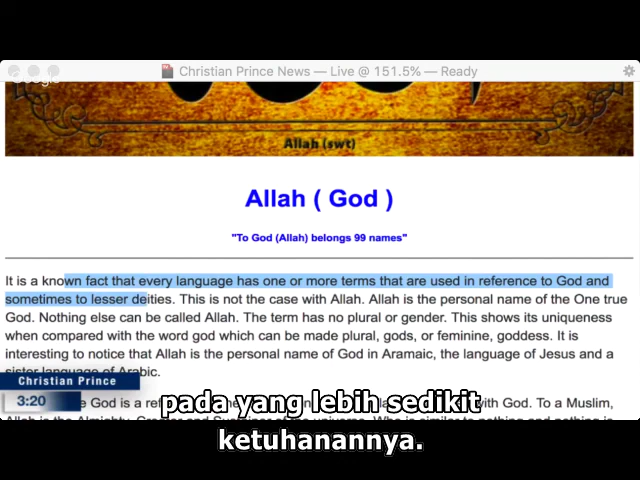 Google
Christian Prince News — Live @ 151.5% — Ready
Allah (swt)
Allah ( God )
"To God (Allah) belongs 99 names"
It is a known fact that every language has one or more terms that are used in reference to God and
sometimes to lesser deities. This is not the case with Allah. Allah is the personal name of the One true
God. Nothing else can be called Allah. The term has no plural or gender. This shows its uniqueness
when compared with the word god which can be made plural, gods, or feminine, goddess. It is
interesting to notice that Allah is the personal name of God in Aramaic, the language of Jesus and a
sister language of Arabic.
Christian Prince
3:20
e God is a with God. To a Muslim,
pada yang lebih sedikit
ketuhanannya.